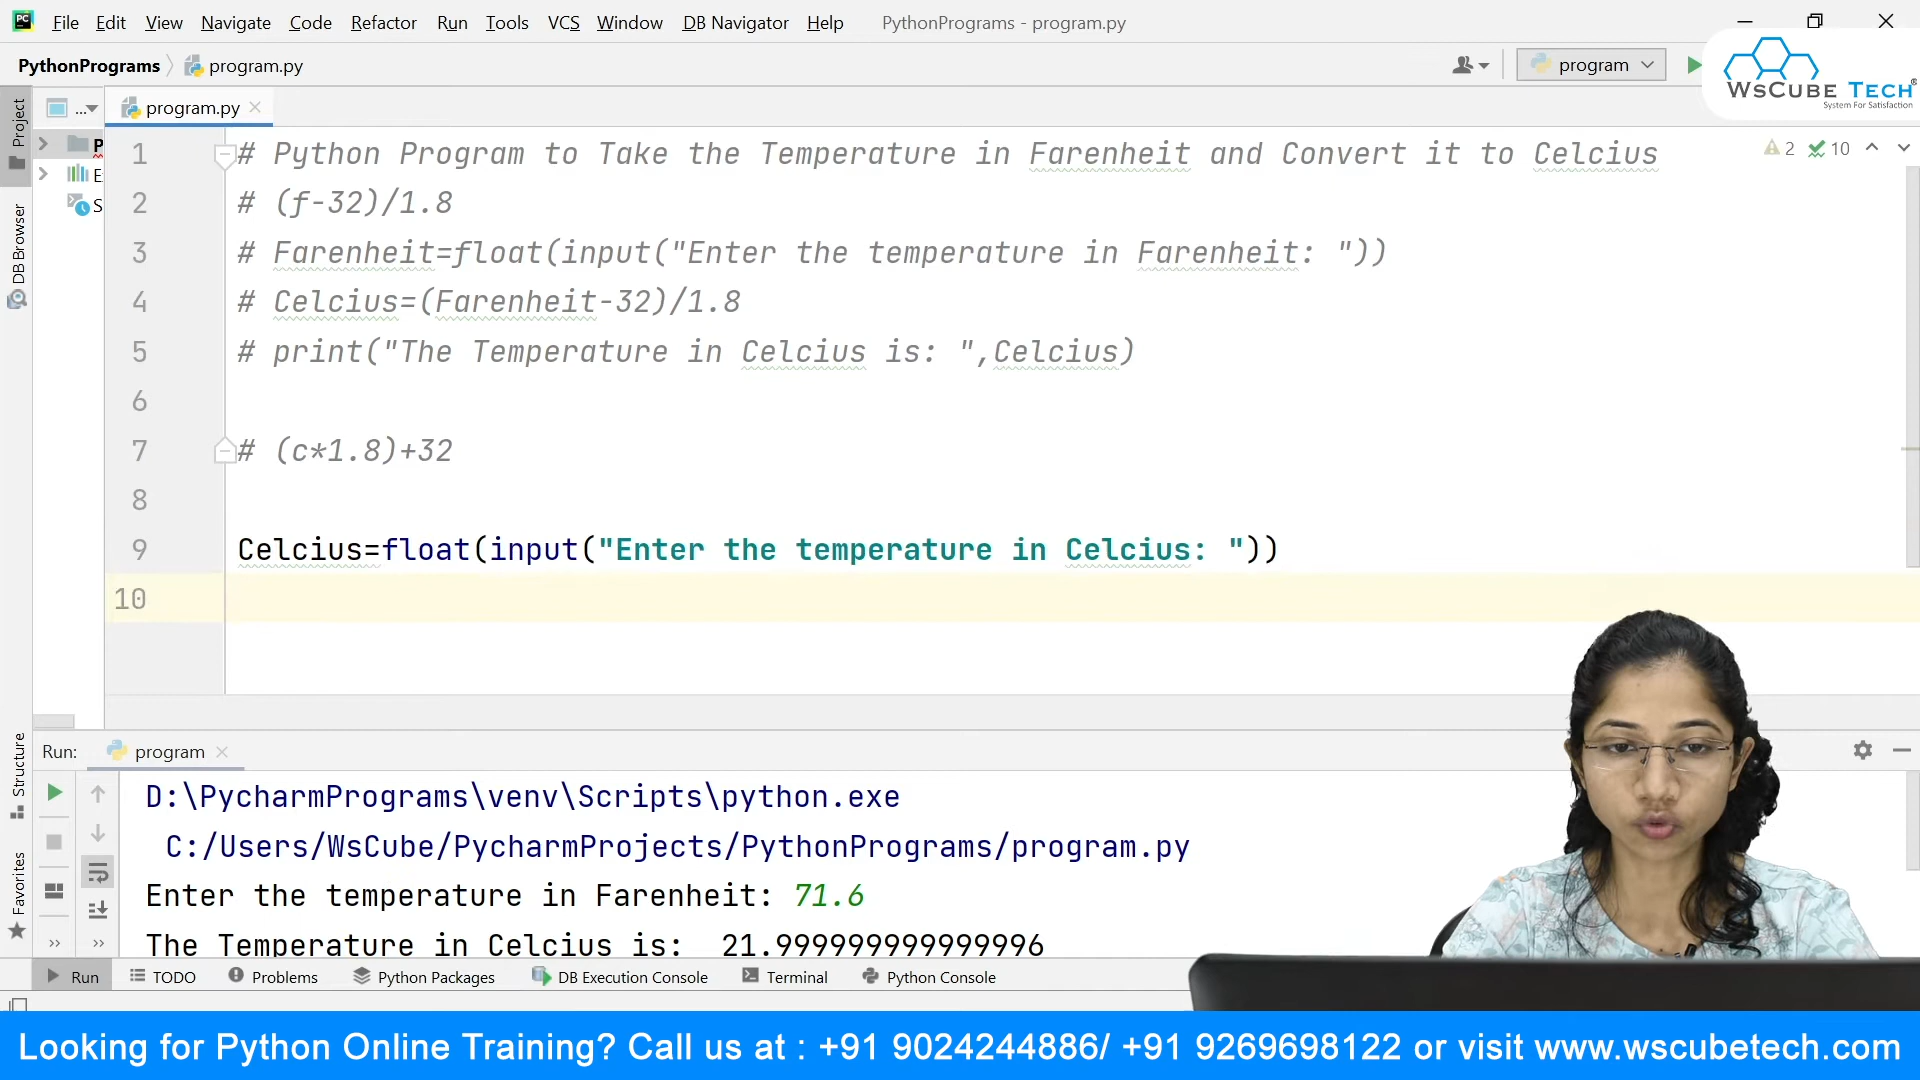 File Edit View Navigate Code Refactor Run Tools VCS Window DB Navigator Help PythonPrograms - program.py
PythonPrograms program.py program
WsCube Tech®
System For Satisfaction
Project ... program.py
P
E
S
DB Browser
2 10
1 # Python Program to Take the Temperature in Farenheit and Convert it to Celcius
2 # (f-32)/1.8
3 # Farenheit=float(input("Enter the temperature in Farenheit: "))
4 # Celcius=(Farenheit-32)/1.8
5 # print("The Temperature in Celcius is: ",Celcius)
6
7 # (c*1.8)+32
8
9 Celcius=float(input("Enter the temperature in Celcius: "))
10
Structure
Favorites
Run: program
D:\PycharmPrograms\venv\Scripts\python.exe
C:/Users/WsCube/PycharmProjects/PythonPrograms/program.py
Enter the temperature in Farenheit: 71.6
The Temperature in Celcius is:  21.999999999999996
Run TODO Problems Python Packages DB Execution Console Terminal Python Console
Looking for Python Online Training? Call us at : +91 9024244886/ +91 9269698122 or visit www.wscubetech.com